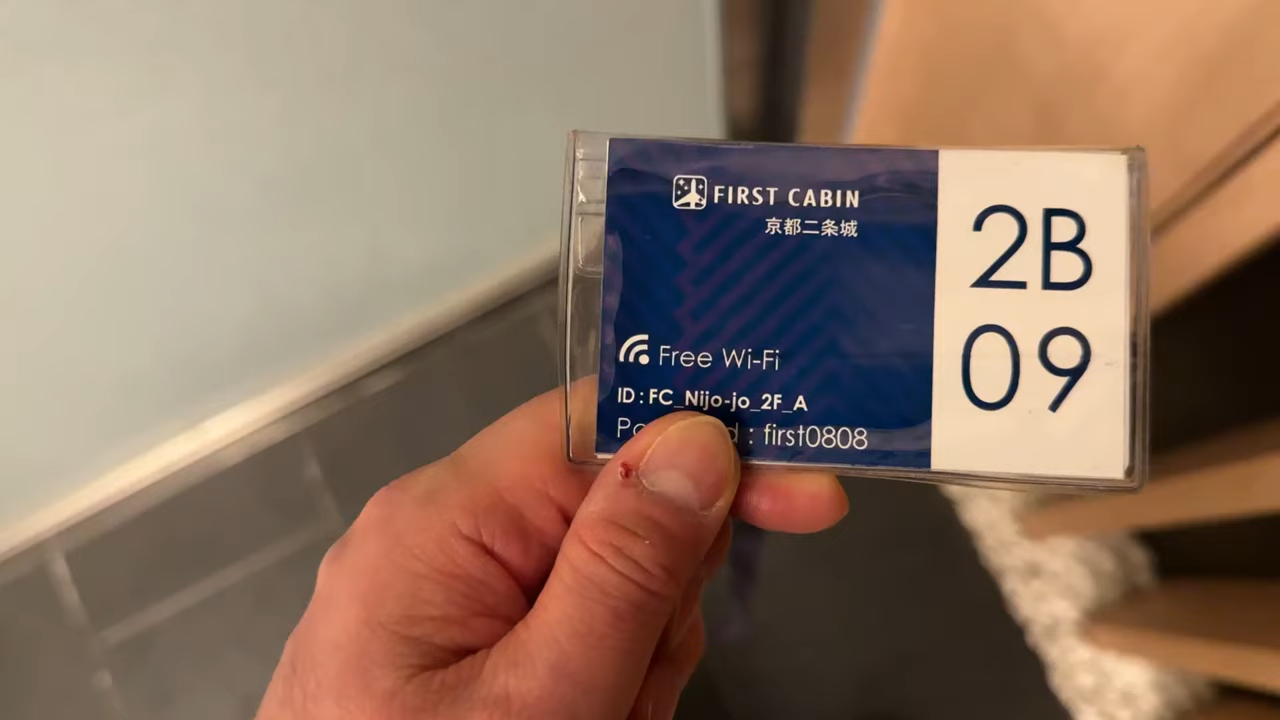 FIRST CABIN
京都二条城
Free Wi-Fi
ID : FC_Nijo-jo_2F_A
: first0808
2B
09